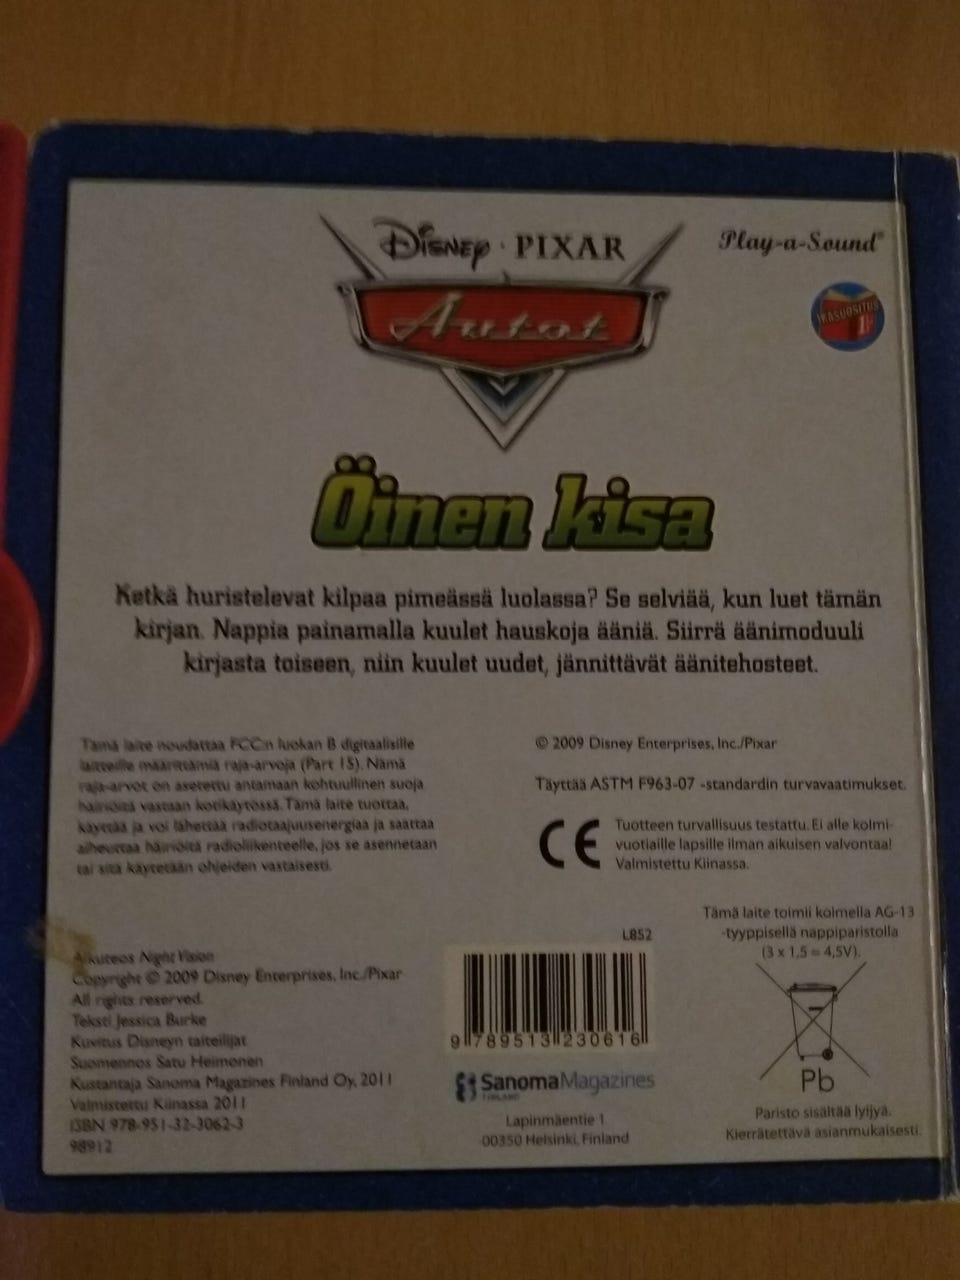 Disney · PIXAR
Play-a-Sound®
Autot
IKÄSUOSITUS
1+
Öinen kisa
Ketkä huristelevat kilpaa pimeässä luolassa? Se selviää, kun luet tämän
kirjan. Nappia painamalla kuulet hauskoja ääniä. Siirrä äänimoduuli
kirjasta toiseen, niin kuulet uudet, jännittävät äänitehosteet.
Tämä laite noudattaa FCC:n luokan B digitaalisille
laitteille määrittämiä raja-arvoja (Part 15). Nämä
raja-arvot on asetettu antamaan kohtuullinen suoja
häiriöitä vastaan kotikäytössä. Tämä laite tuottaa,
käyttää ja voi lähettää radiotaajuusenergiaa ja saattaa
aiheuttaa häiriöitä radioliikenteelle, jos se asennetaan
tai sitä käytetään ohjeiden vastaisesti.
© 2009 Disney Enterprises, Inc./Pixar
Täyttää ASTM F963-07 -standardin turvavaatimukset.
CE
Tuotteen turvallisuus testattu. Ei alle kolmi-
vuotiaille lapsille ilman aikuisen valvontaa!
Valmistettu Kiinassa.
Tämä laite toimii kolmella AG-13
-tyyppisellä nappiparistolla
(3 x 1,5 = 4,5V).
Pb
Paristo sisältää lyijyä.
Kierrätettävä asianmukaisesti.
Alkuteos Night Vision
Copyright © 2009 Disney Enterprises, Inc./Pixar
All rights reserved.
Teksti Jessica Burke
Kuvitus Disneyn taiteilijat
Suomennos Satu Heimonen
Kustantaja Sanoma Magazines Finland Oy, 2011
Valmistettu Kiinassa 2011
ISBN 978-951-32-3062-3
98912
L852
9 789513 230616
SanomaMagazines
FINLAND
Lapinmäentie 1
00350 Helsinki, Finland